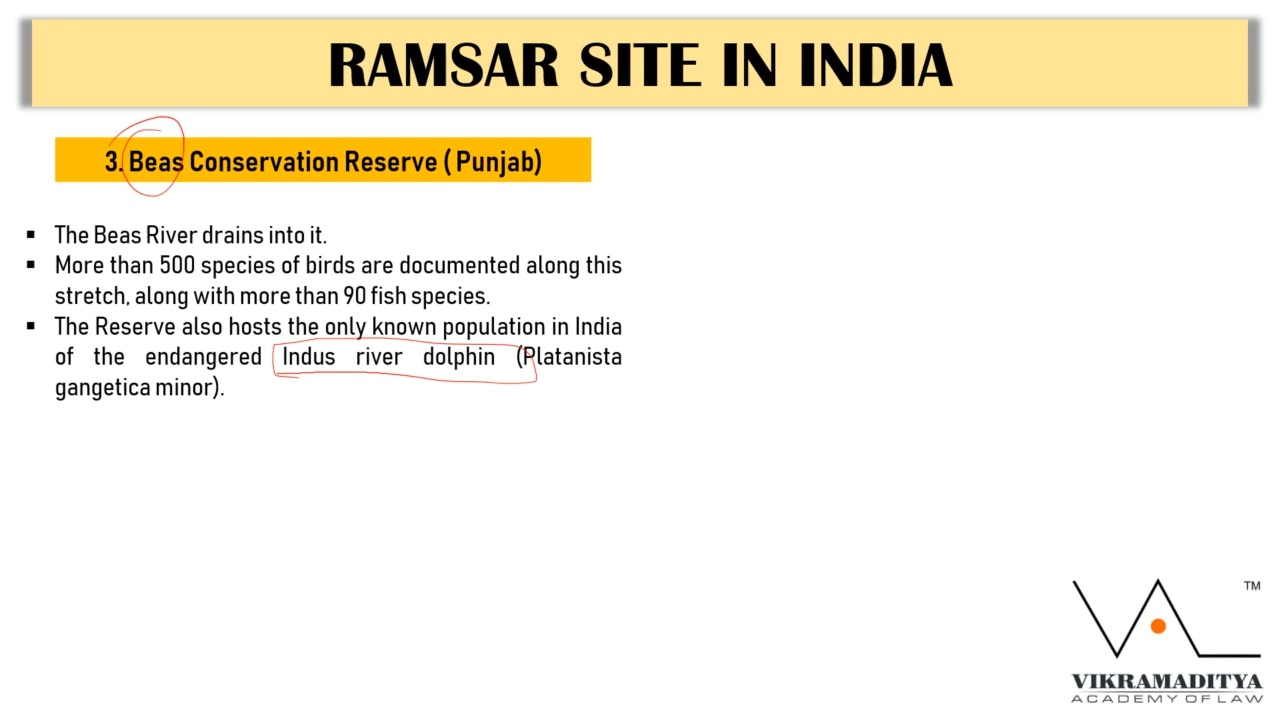 RAMSAR SITE IN INDIA
3. Beas Conservation Reserve ( Punjab)
▪ The Beas River drains into it.
▪ More than 500 species of birds are documented along this
stretch, along with more than 90 fish species.
▪ The Reserve also hosts the only known population in India
of the endangered Indus river dolphin (Platanista
gangetica minor).
TM
VIKRAMADITYA
ACADEMY OF LAW